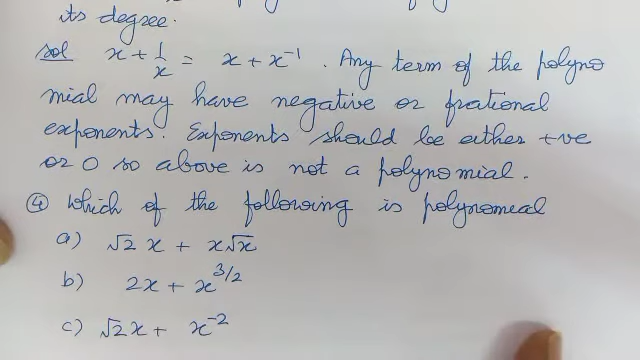 its degree.
sol x + 1/x = x + x⁻¹. Any term of the polyno
mial may have negative or frational
exponents. Exponents should be either +ve
or 0 so above is not a polynomial.
④ which of the following is polynomeal
a) √2 x + x√x
b) 2x + x^3/2
c) √2x + x⁻²